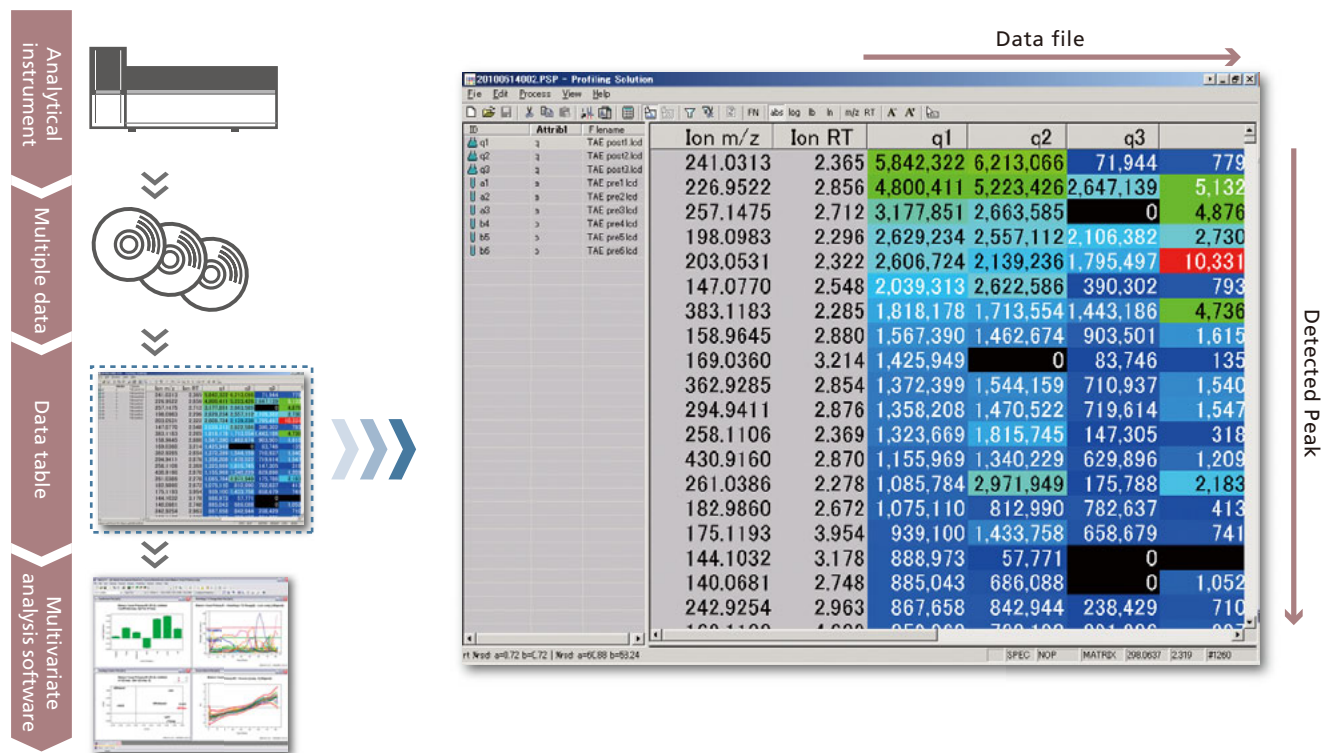 Analytical
instrument
Multiple data
Data table
Multivariate
analysis software
Data file
Detected Peak
20100514002.PSP - Profiling Solution
File Edit Process View Help
FN abs log lb ln m/z RT
ID Attrib1 Filename
q1 TAE post1.lcd
q2 TAE post2.lcd
q3 TAE post3.lcd
a1 TAE pre1.lcd
a2 TAE pre2.lcd
a3 TAE pre3.lcd
b4 TAE pre4.lcd
b5 TAE pre5.lcd
b6 TAE pre6.lcd
Ion m/z Ion RT q1 q2 q3
241.0313 2.365 5,842,322 6,213,066 71,944 779
226.9522 2.856 4,800,411 5,223,426 2,647,139 5,132
257.1475 2.712 3,177,851 2,663,585 0 4,876
198.0983 2.296 2,629,234 2,557,112 2,106,382 2,730
203.0531 2.322 2,606,724 2,139,236 1,795,497 10,331
147.0770 2.548 2,039,313 2,622,586 390,302 793
383.1183 2.285 1,818,178 1,713,554 1,443,186 4,736
158.9645 2.880 1,567,390 1,462,674 903,501 1,615
169.0360 3.214 1,425,949 0 83,746 135
362.9285 2.854 1,372,399 1,544,159 710,937 1,540
294.9411 2.876 1,358,208 1,470,522 719,614 1,547
258.1106 2.369 1,323,669 1,815,745 147,305 318
430.9160 2.870 1,155,969 1,340,229 629,896 1,209
261.0386 2.278 1,085,784 2,971,949 175,788 2,183
182.9860 2.672 1,075,110 812,990 782,637 413
175.1193 3.954 939,100 1,433,758 658,679 741
144.1032 3.178 888,973 57,771 0
140.0681 2.748 885,043 686,088 0 1,052
242.9254 2.963 867,658 842,944 238,429 710
SPEC NOP MATRIX 298.0637 2.319 #1260